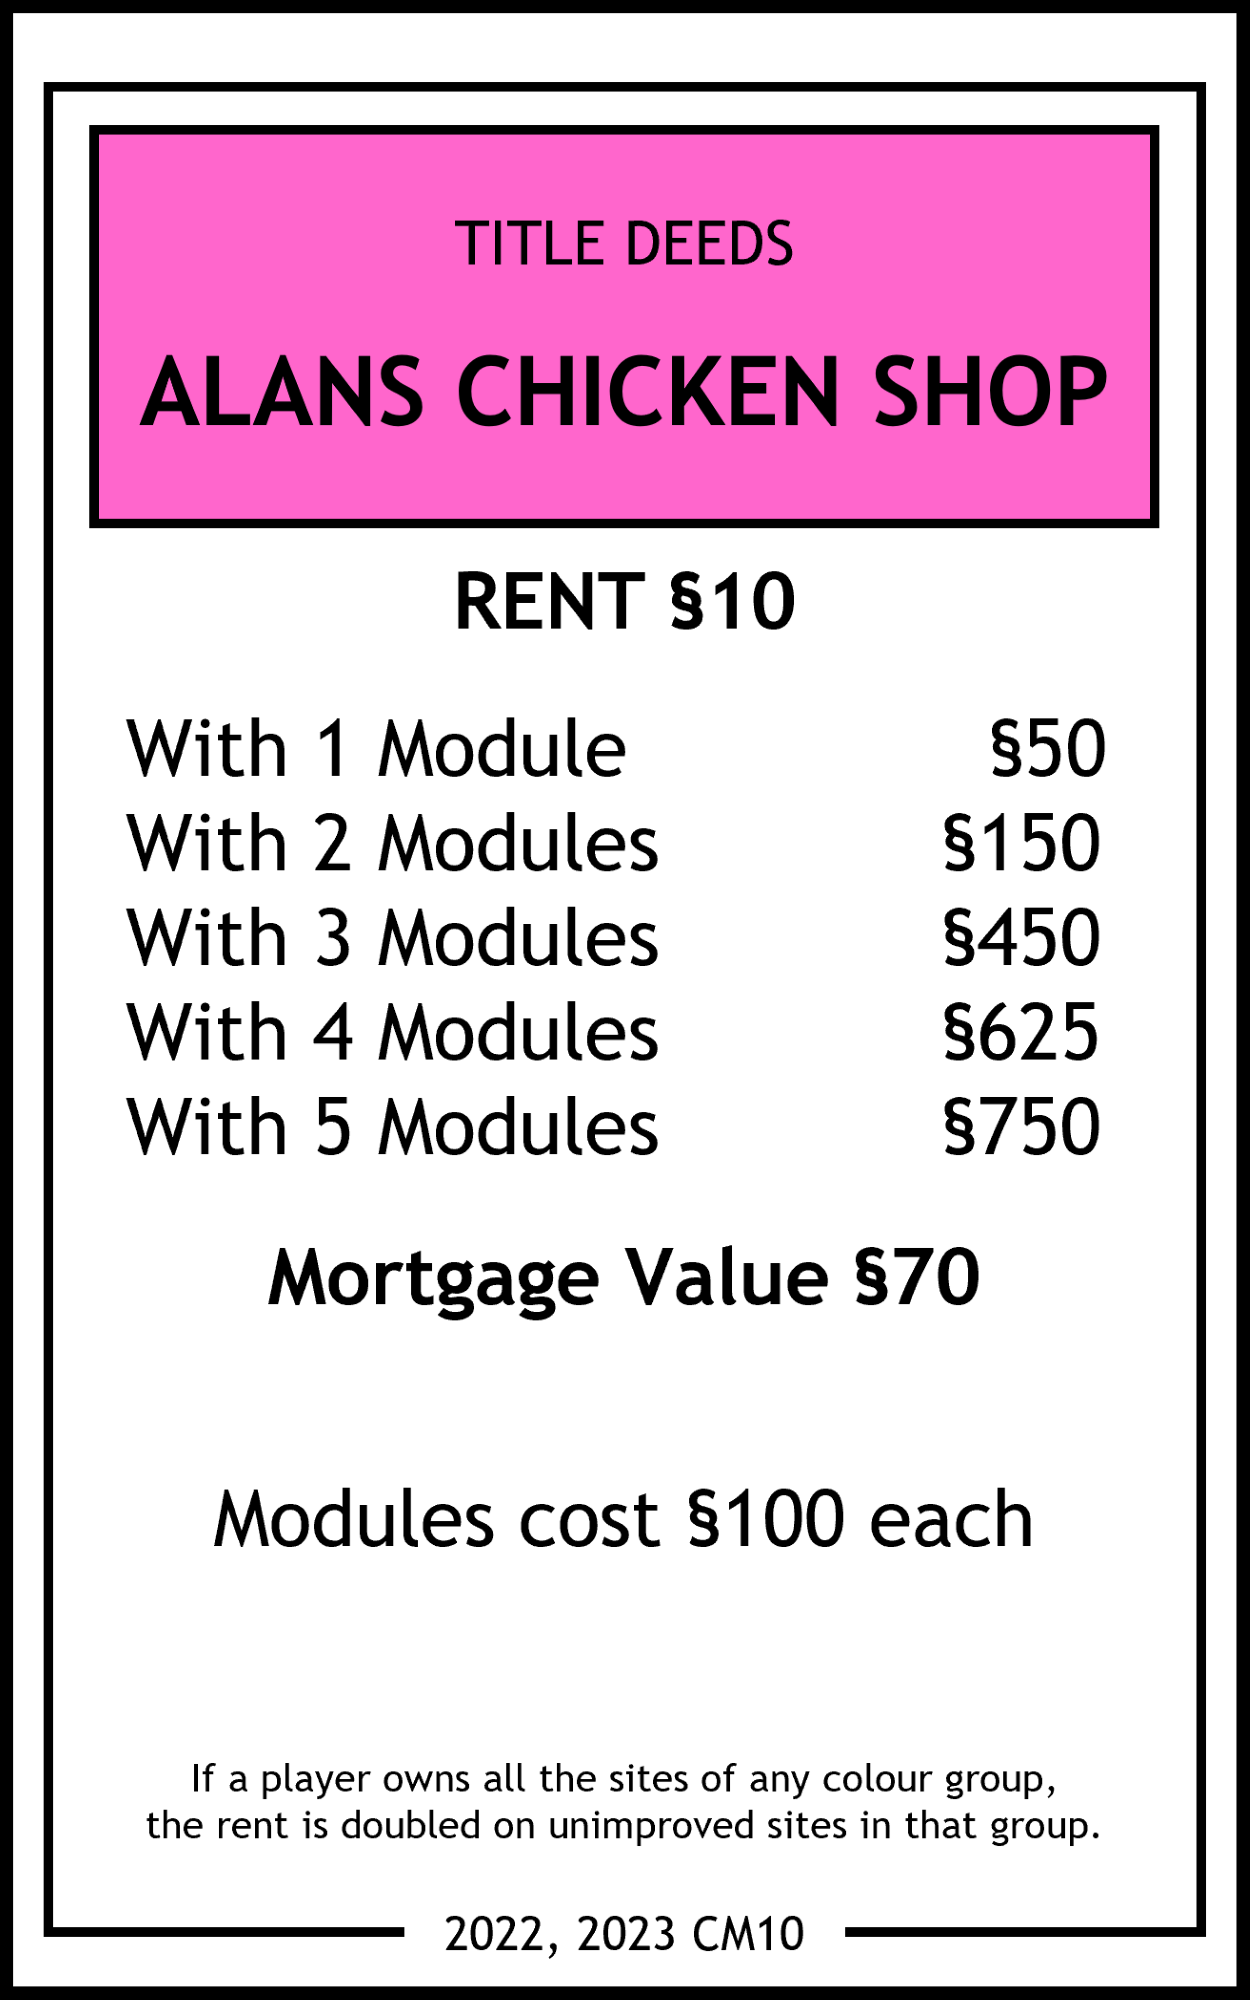 TITLE DEEDS
ALANS CHICKEN SHOP
RENT §10
With 1 Module §50
With 2 Modules §150
With 3 Modules §450
With 4 Modules §625
With 5 Modules §750
Mortgage Value §70
Modules cost §100 each
If a player owns all the sites of any colour group,
the rent is doubled on unimproved sites in that group.
2022, 2023 CM10